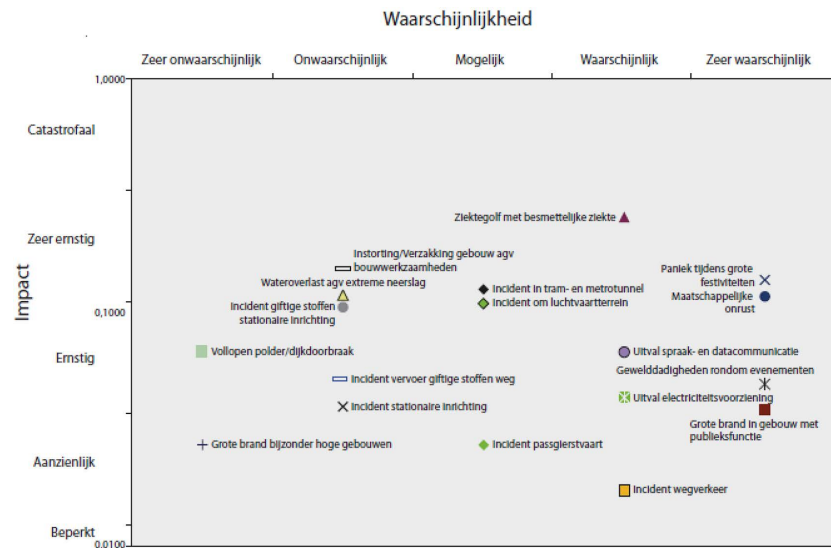 Waarschijnlijkheid
Zeer onwaarschijnlijk
Onwaarschijnlijk
Mogelijk
Waarschijnlijk
Zeer waarschijnlijk
1,0000
Catastrofaal
Ziektegolf met besmettelijke ziekte
Zeer ernstig
Instorting/Verzakking gebouw agv
bouwwerkzaamheden
Paniek tijdens grote
festiviteiten
Wateroverlast agv extreme neerslag
Incident in tram- en metrotunnel
Maatschappelijke
onrust
Impact
0,1000
Incident giftige stoffen
stationaire inrichting
Incident om luchtvaartterrein
Ernstig
Vollopen polder/dijkdoorbraak
Uitval spraak- en datacommunicatie
Gewelddadigheden rondom evenementen
Incident vervoer giftige stoffen weg
Uitval electriciteitsvoorziening
Incident stationaire inrichting
Grote brand in gebouw met
publieksfunctie
Grote brand bijzonder hoge gebouwen
Incident passgierstvaart
Aanzienlijk
Incident wegverkeer
Beperkt
0.0100